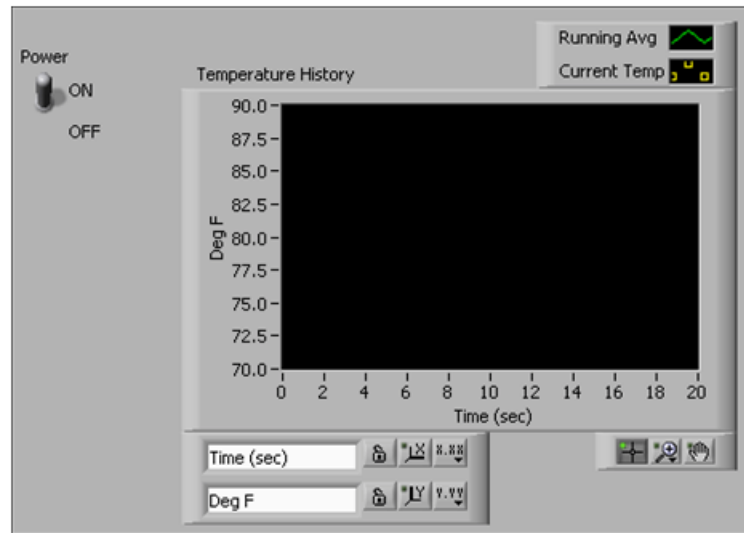 Power
ON
OFF
Temperature History
Running Avg
Current Temp
90.0
87.5
85.0
82.5
80.0
77.5
75.0
72.5
70.0
Deg F
0 2 4 6 8 10 12 14 16 18 20
Time (sec)
Time (sec) X X.XX
Deg F Y Y.YY